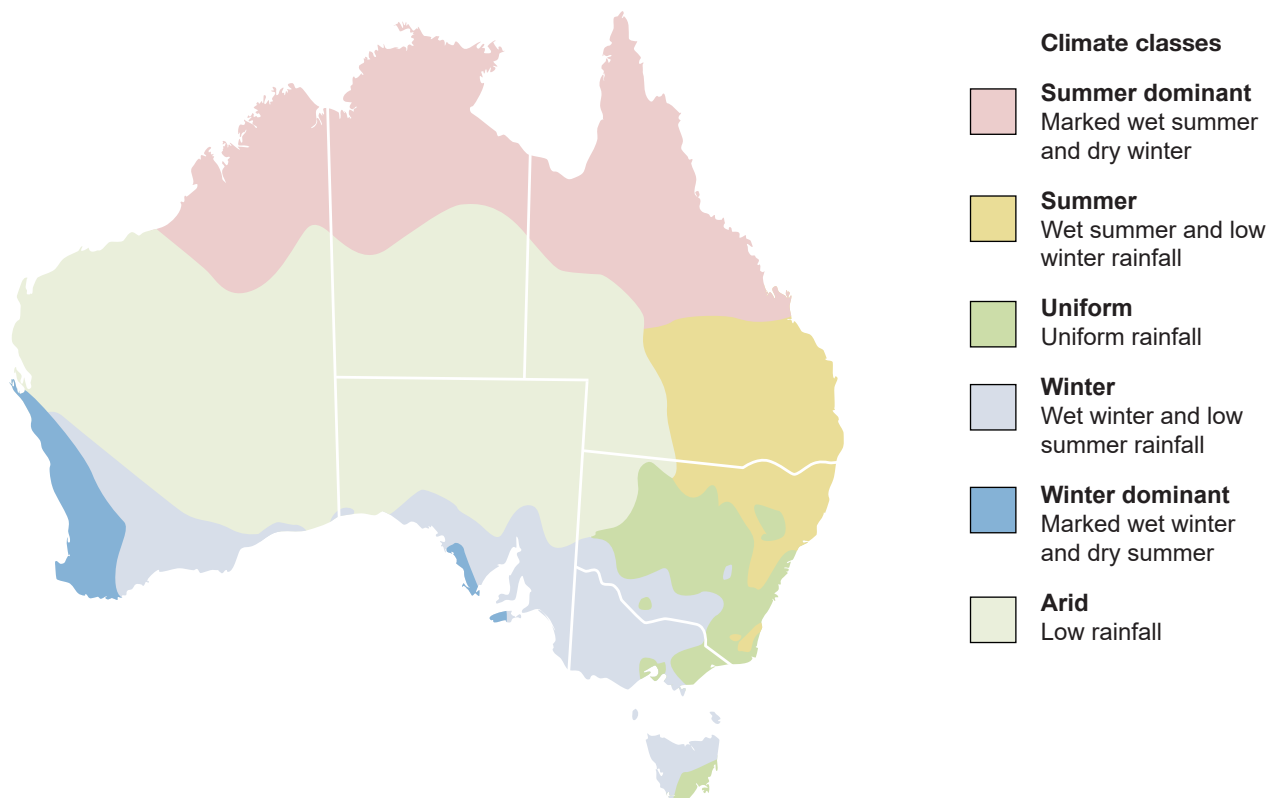 Climate classes
Summer dominant
Marked wet summer
and dry winter
Summer
Wet summer and low
winter rainfall
Uniform
Uniform rainfall
Winter
Wet winter and low
summer rainfall
Winter dominant
Marked wet winter
and dry summer
Arid
Low rainfall